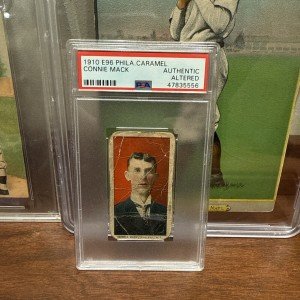 1910 E96 PHILA. CARAMEL
CONNIE MACK
AUTHENTIC
ALTERED
PSA
47835556